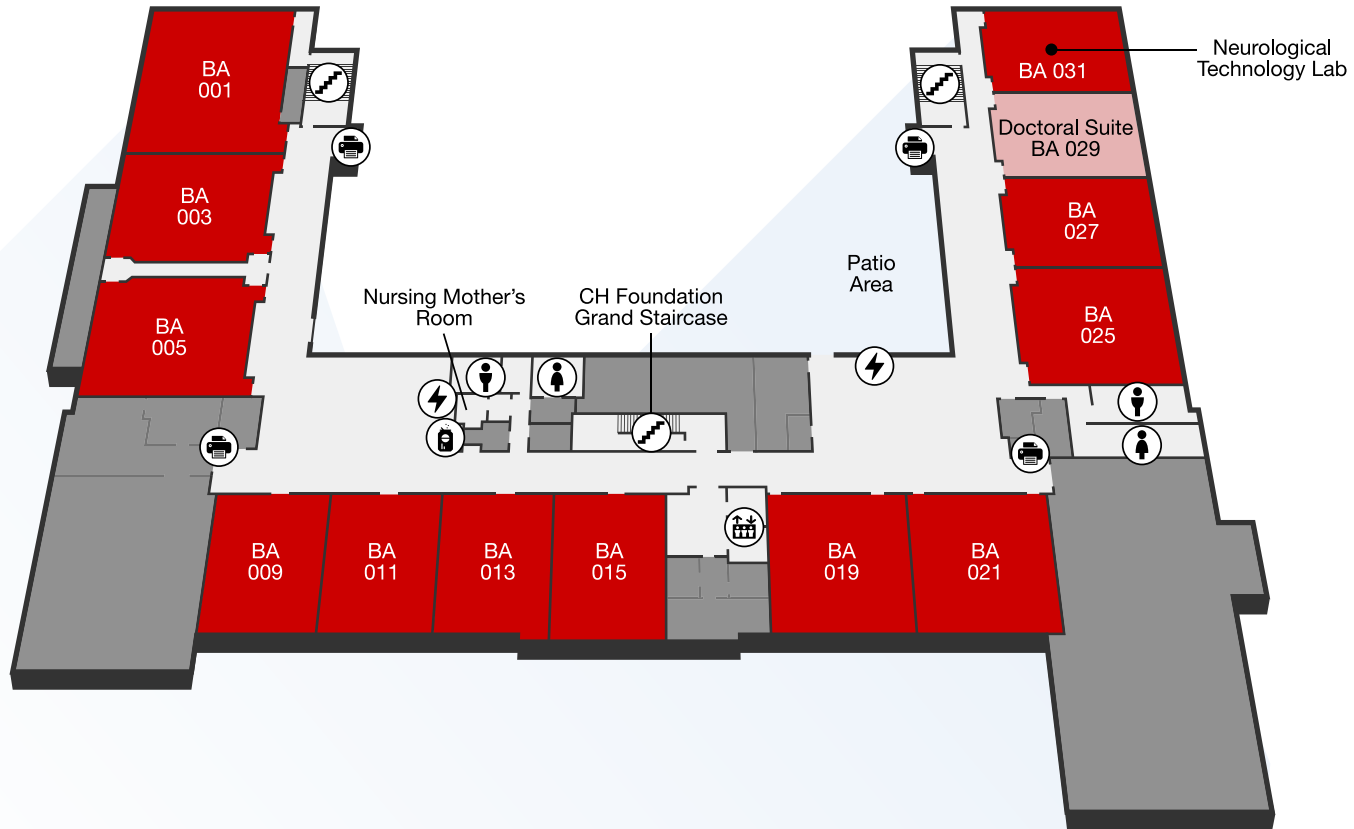 BA
001
BA
003
BA
005
BA
009
BA
011
BA
013
BA
015
BA
019
BA
021
BA
025
BA
027
Doctoral Suite
BA 029
BA 031
Neurological
Technology Lab
Patio
Area
Nursing Mother's
Room
CH Foundation
Grand Staircase